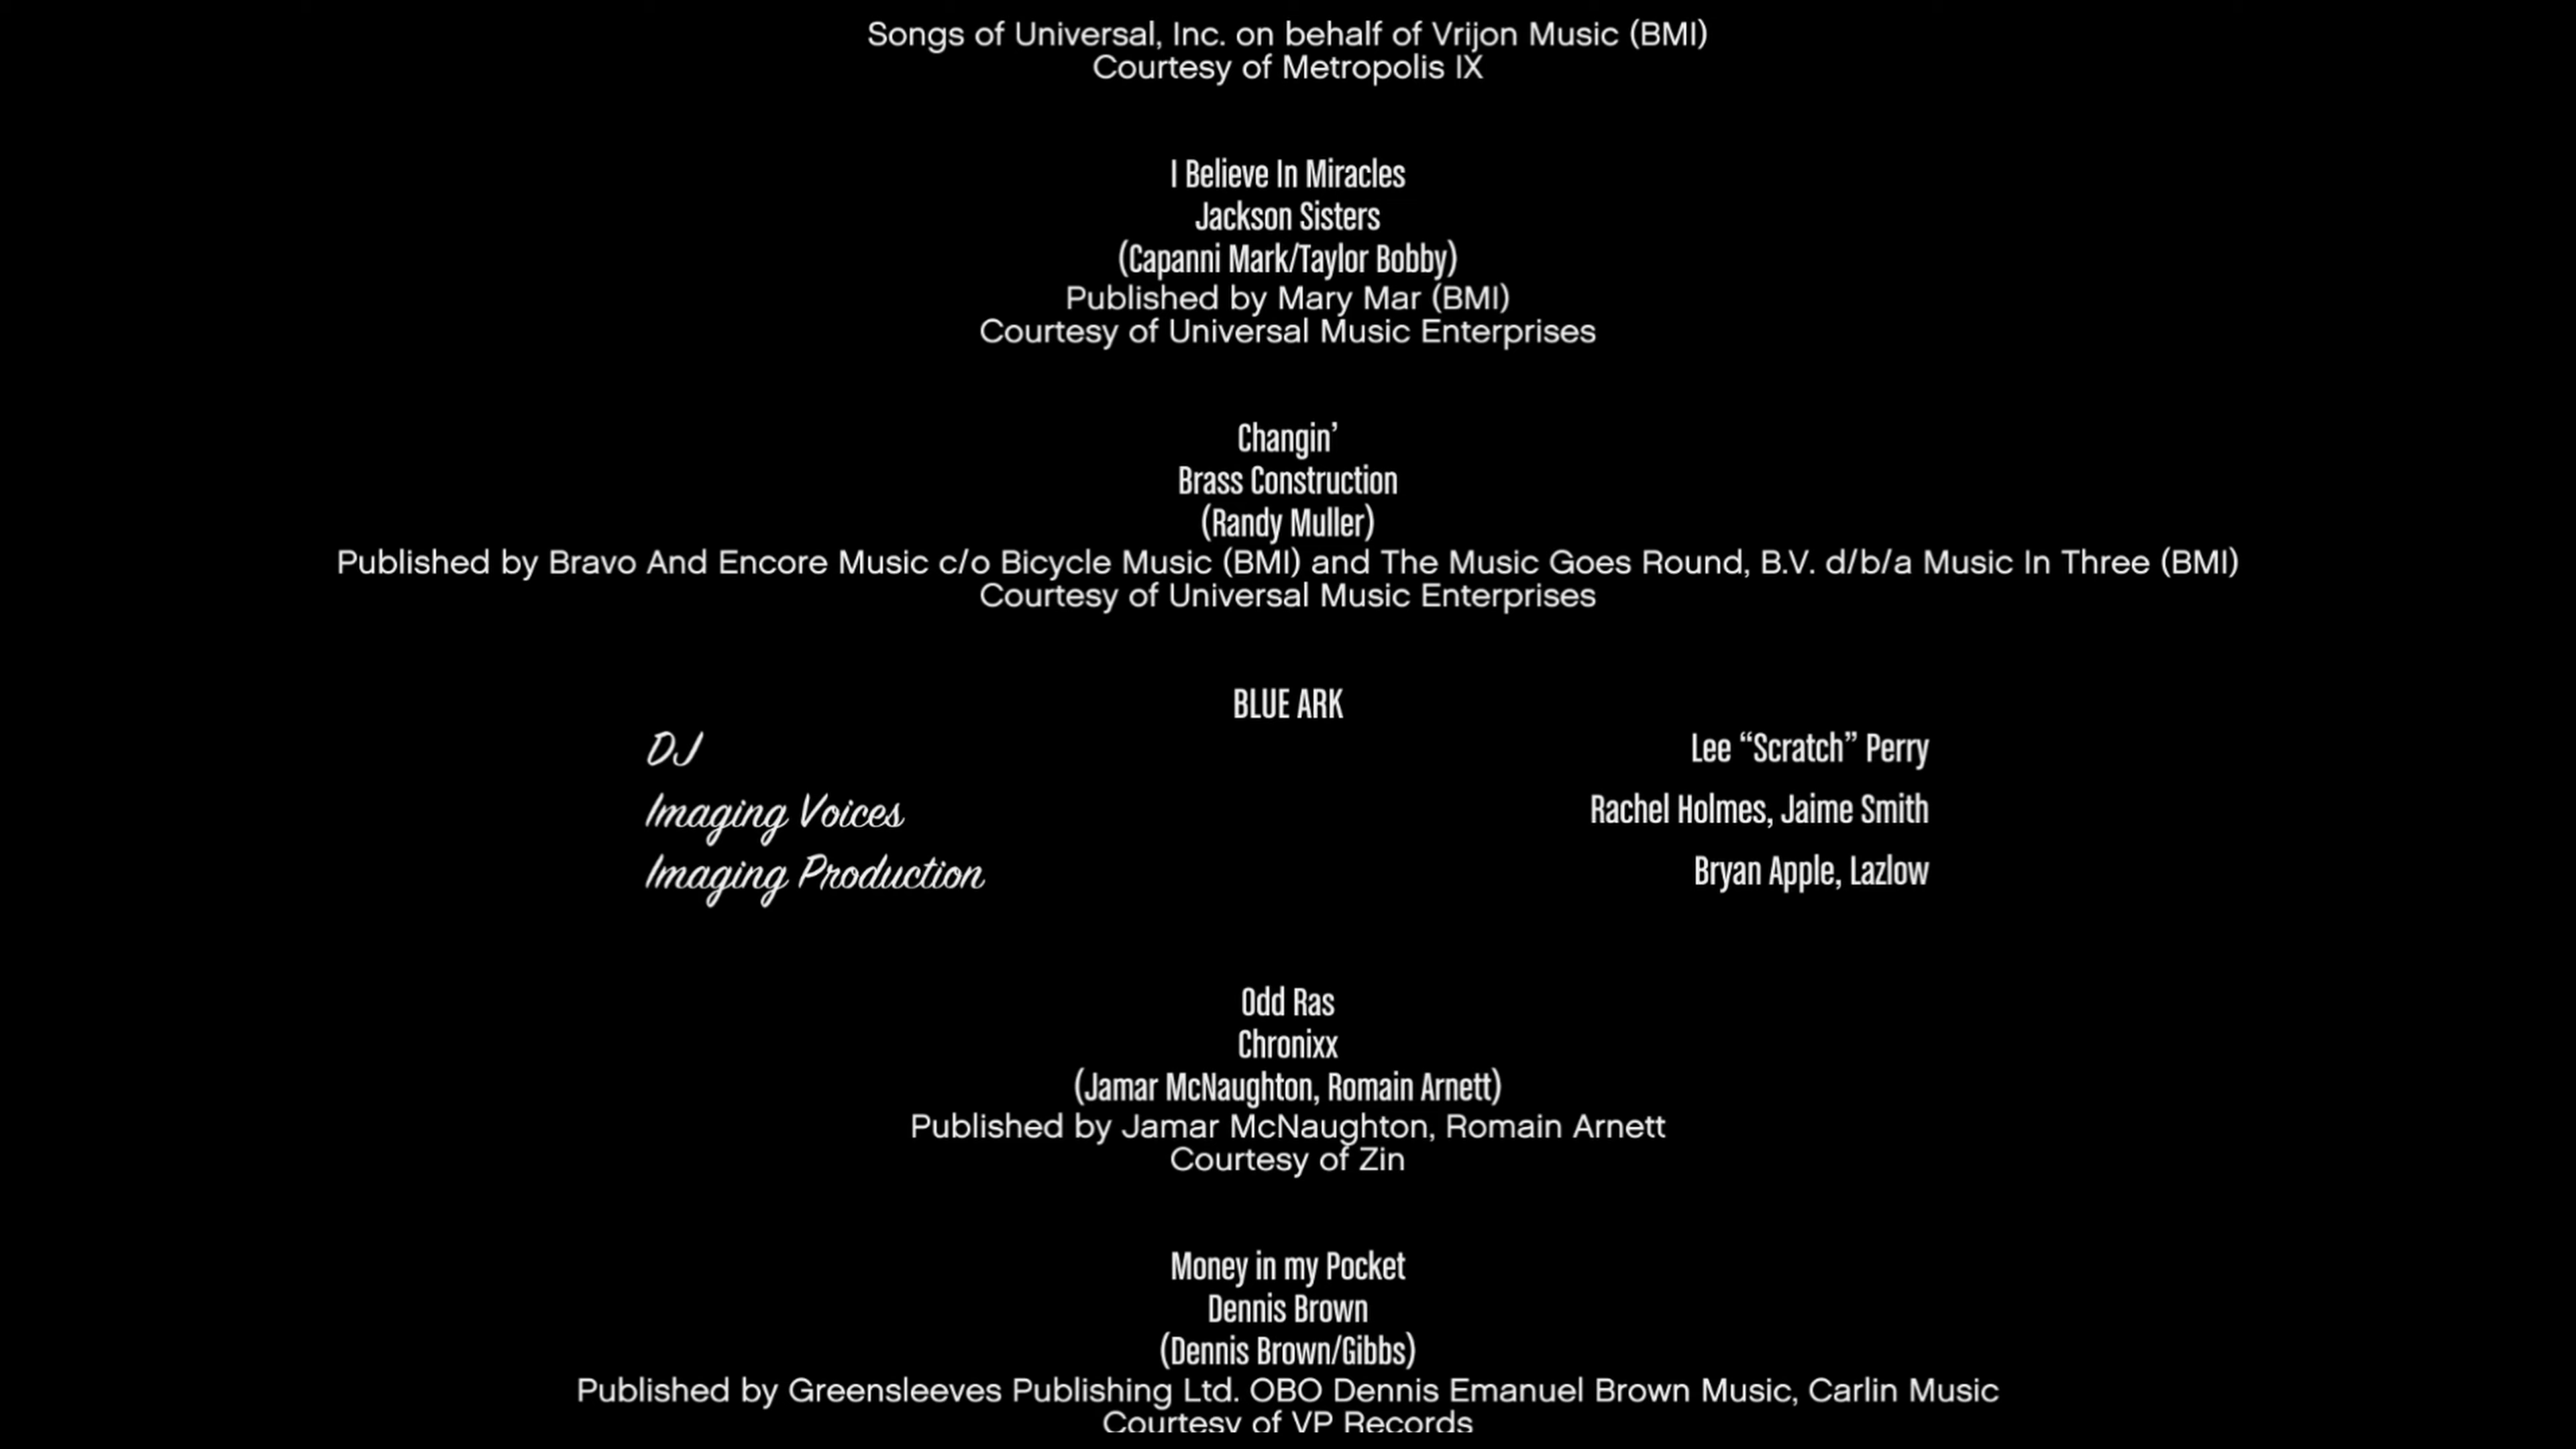 Songs of Universal, Inc. on behalf of Vrijon Music (BMI)
Courtesy of Metropolis IX
I Believe In Miracles
Jackson Sisters
(Capanni Mark/Taylor Bobby)
Published by Mary Mar (BMI)
Courtesy of Universal Music Enterprises
Changin’
Brass Construction
(Randy Muller)
Published by Bravo And Encore Music c/o Bicycle Music (BMI) and The Music Goes Round, B.V. d/b/a Music In Three (BMI)
Courtesy of Universal Music Enterprises
BLUE ARK
DJ Lee “Scratch” Perry
Imaging Voices Rachel Holmes, Jaime Smith
Imaging Production Bryan Apple, Lazlow
Odd Ras
Chronixx
(Jamar McNaughton, Romain Arnett)
Published by Jamar McNaughton, Romain Arnett
Courtesy of Zin
Money in my Pocket
Dennis Brown
(Dennis Brown/Gibbs)
Published by Greensleeves Publishing Ltd. OBO Dennis Emanuel Brown Music, Carlin Music
Courtesy of VP Records